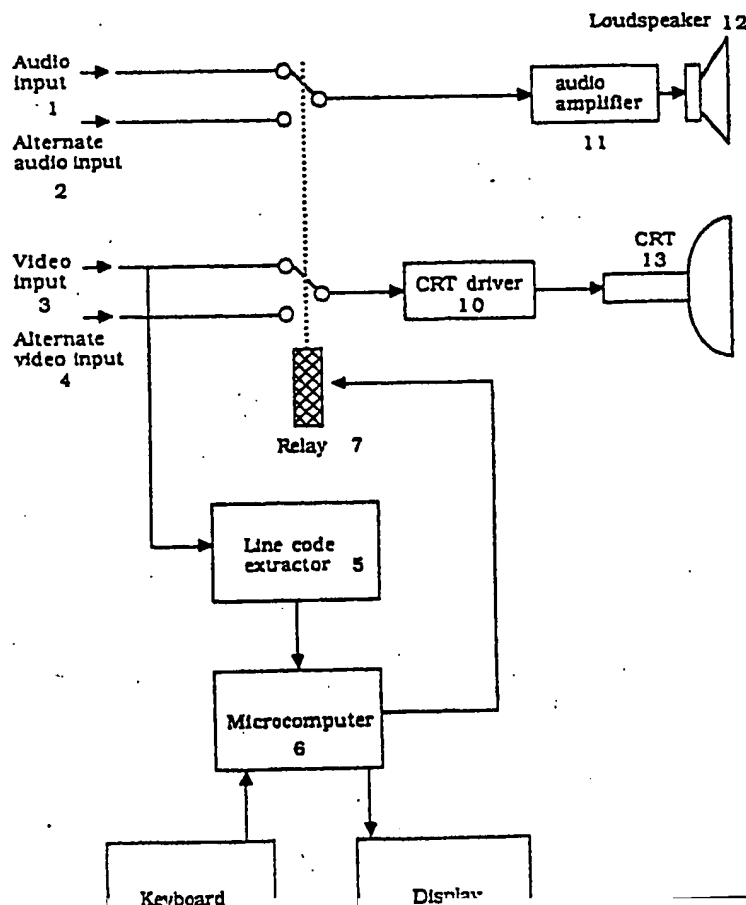 Loudspeaker 12
Audio
input
1
audio
amplifier
11
Alternate
audio input
2
Video
input
3
CRT
13
CRT driver
10
Alternate
video input
4
Relay 7
Line code
extractor 5
Microcomputer
6
Keyboard
Display